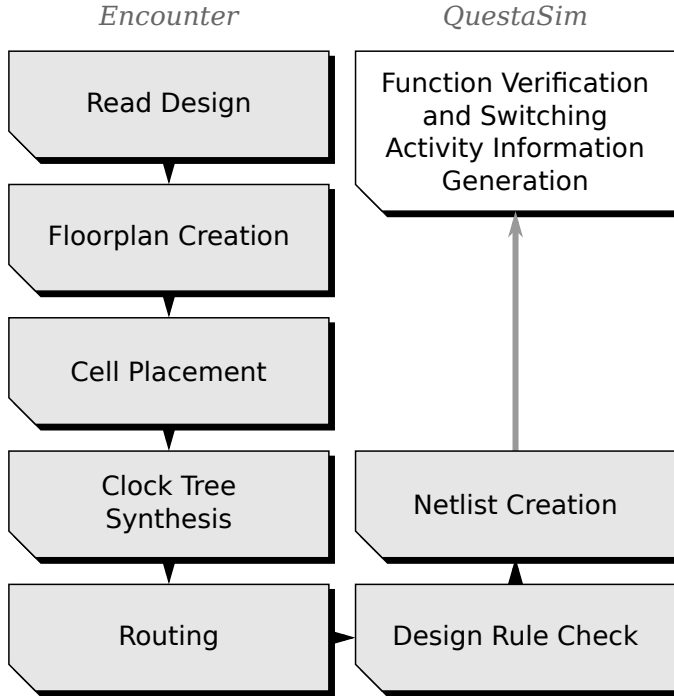 Encounter
QuestaSim
Read Design
Floorplan Creation
Cell Placement
Clock Tree
Synthesis
Routing
Design Rule Check
Netlist Creation
Function Verification
and Switching
Activity Information
Generation